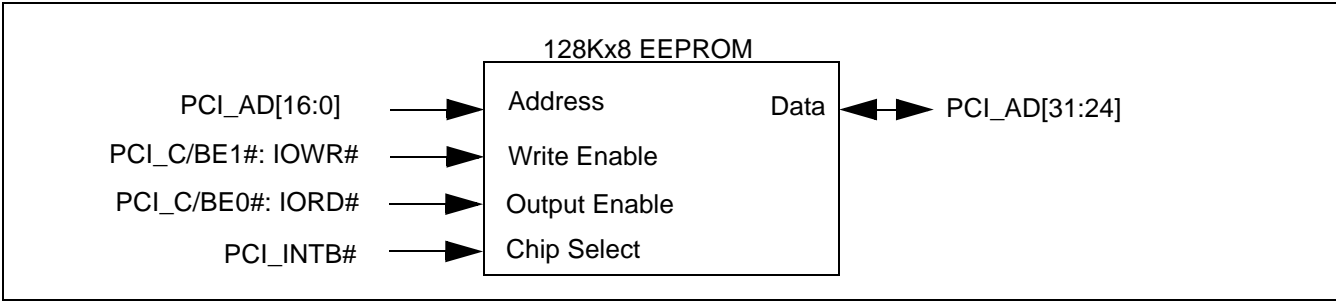 128Kx8 EEPROM
PCI_AD[16:0] Address Data PCI_AD[31:24]
PCI_C/BE1#: IOWR# Write Enable
PCI_C/BE0#: IORD# Output Enable
PCI_INTB# Chip Select